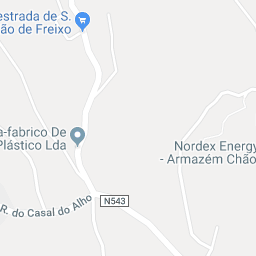 estrada de S.
ão de Freixo
a-fabrico De
Plástico Lda
Nordex Energy
- Armazém Chão
N543
R. do Casal do Alho